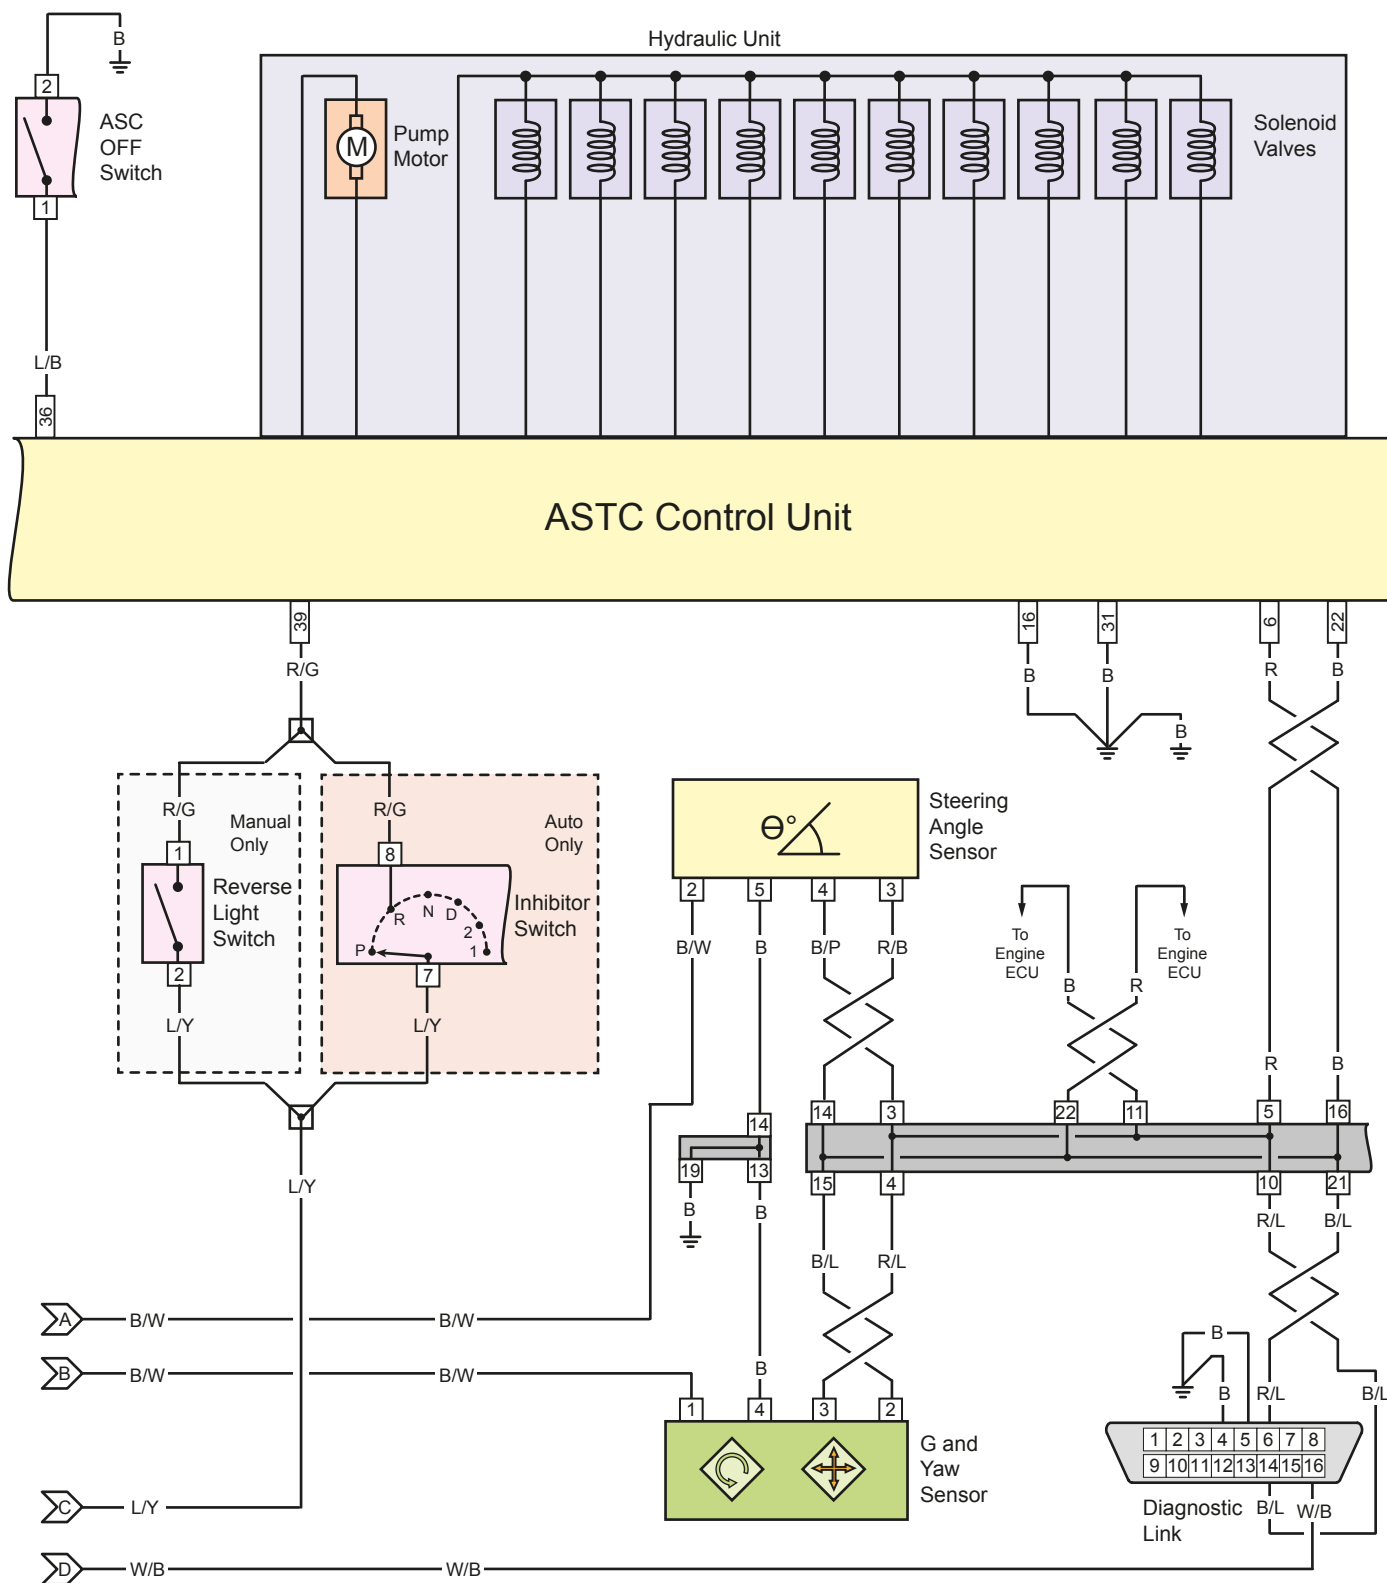 Hydraulic Unit
B
2
ASC
OFF
Switch
1
M
Pump
Motor
Solenoid
Valves
L/B
36
ASTC Control Unit
39
16
31
6
22
R/G
B
B
R
B
B
R/G
R/G
Manual
Only
Auto
Only
1
8
Reverse
Light
Switch
2
P
R
N
D
2
1
Inhibitor
Switch
7
L/Y
L/Y
L/Y
Θ°
Steering
Angle
Sensor
2
5
4
3
B/W
B
B/P
R/B
To
Engine
ECU
To
Engine
ECU
B
R
R
B
14
3
22
11
5
16
14
19
13
15
4
10
21
B
B
B/L
R/L
R/L
B/L
A
B/W
B/W
B
B/W
B/W
B
B
B
R/L
B/L
1
4
3
2
G and
Yaw
Sensor
1 2 3 4 5 6 7 8
9 10 11 12 13 14 15 16
Diagnostic
Link
B/L
W/B
C
L/Y
D
W/B
W/B